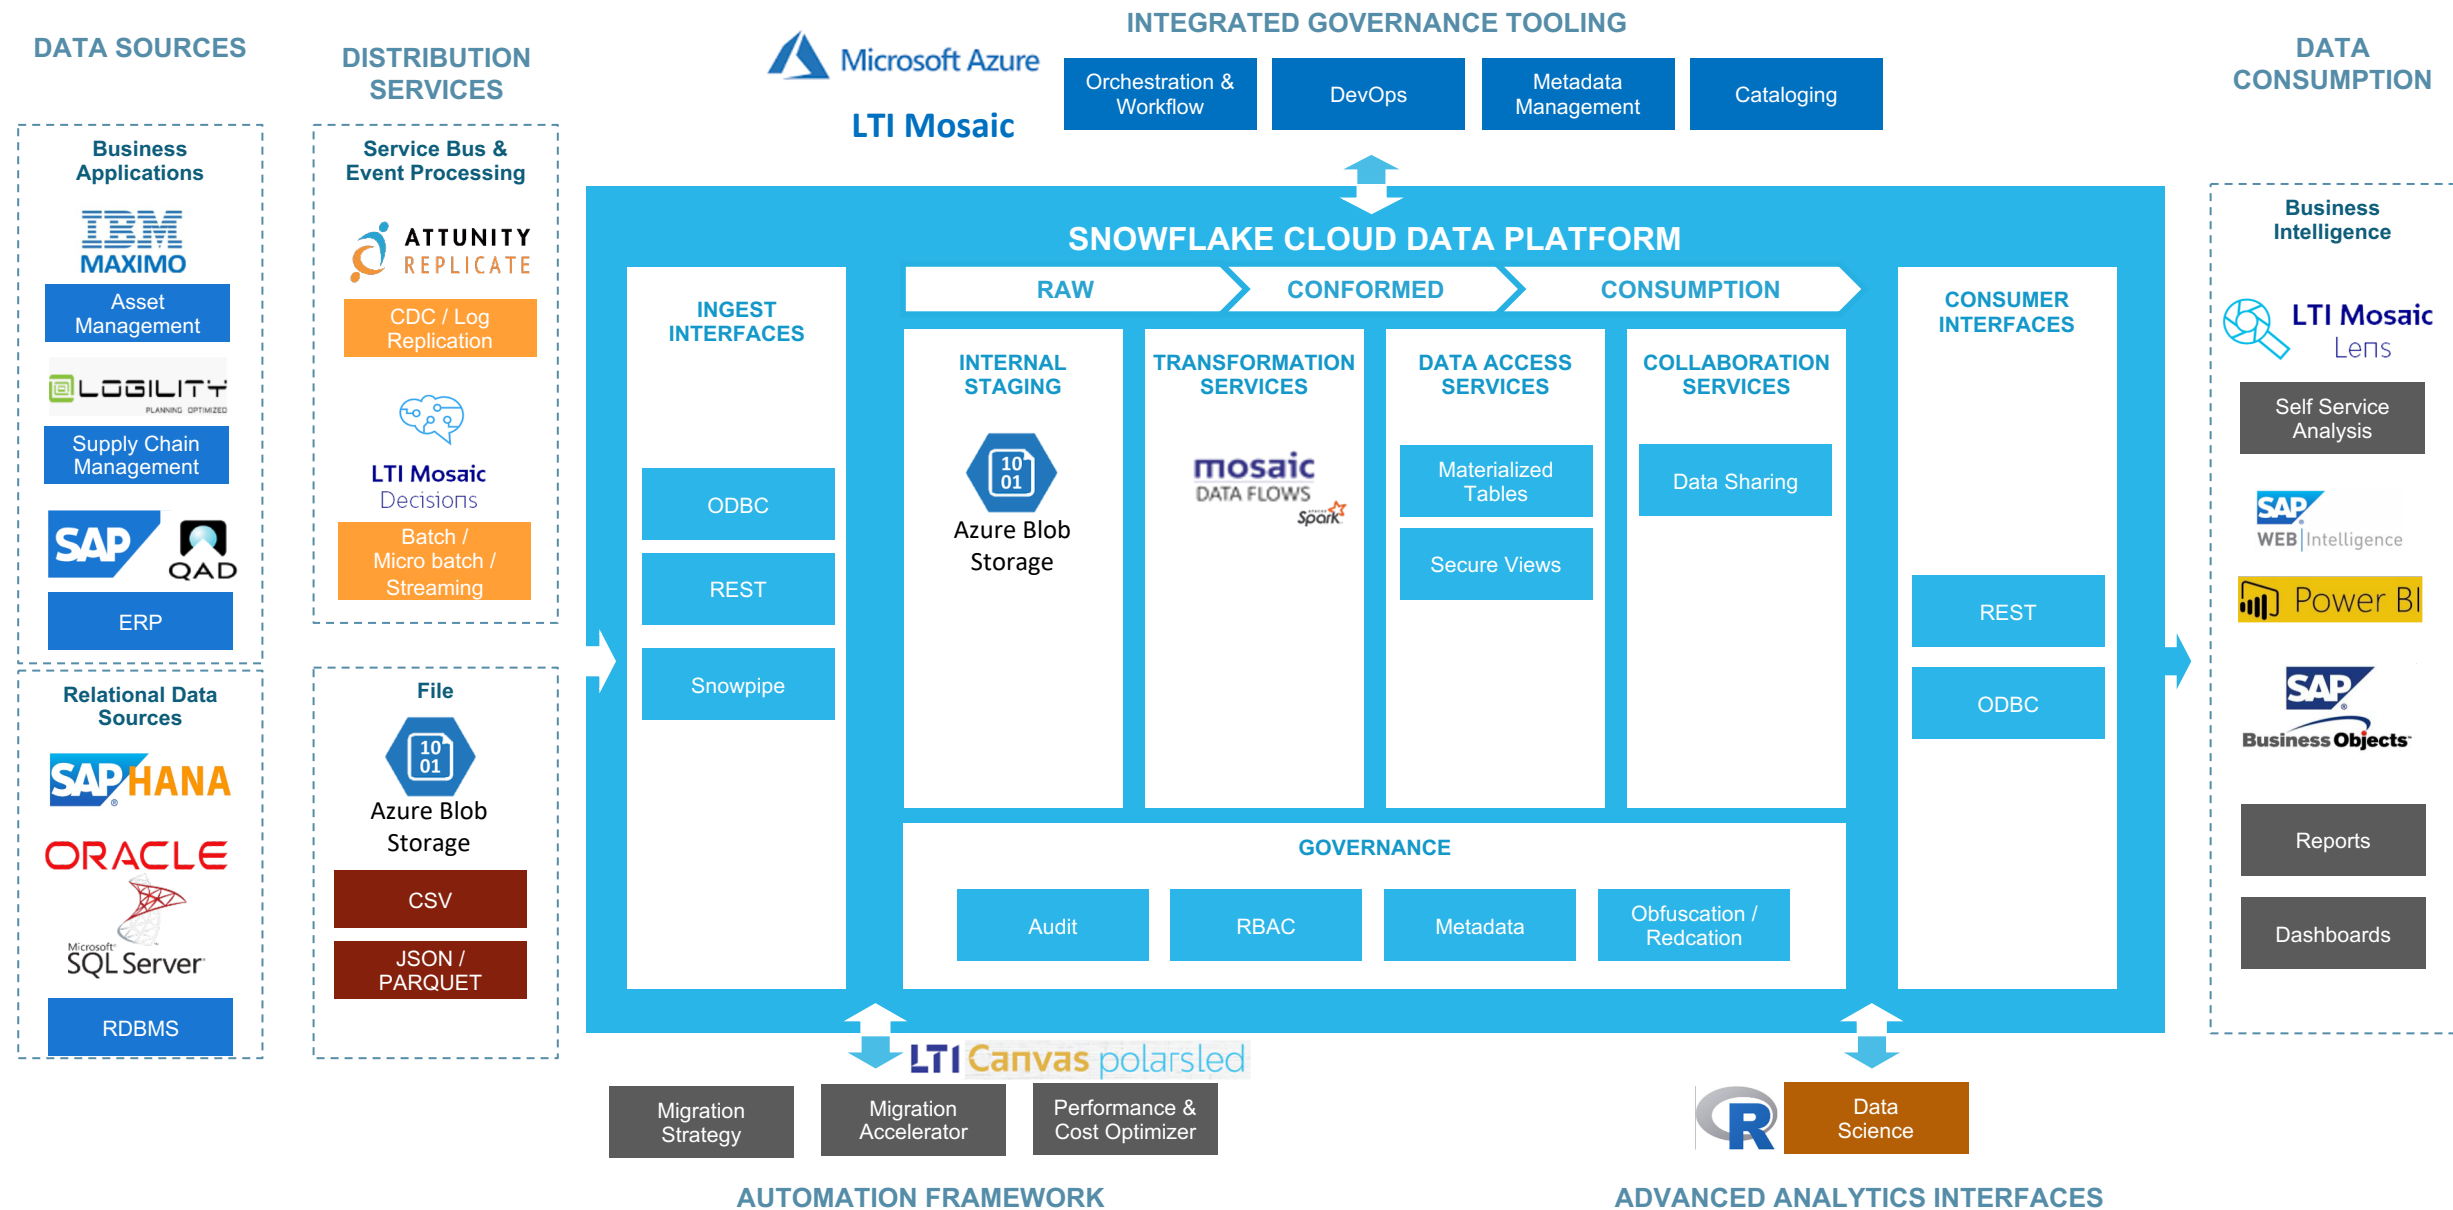 DATA SOURCES
Business
Applications
IBM
MAXIMO
Asset
Management
LOGILITY
PLANNING OPTIMIZED
Supply Chain
Management
SAP
QAD
ERP
Relational Data
Sources
SAP HANA
ORACLE
Microsoft
SQL Server
RDBMS
DISTRIBUTION
SERVICES
Service Bus &
Event Processing
ATTUNITY
REPLICATE
CDC / Log
Replication
LTI Mosaic
Decisions
Batch /
Micro batch /
Streaming
File
10
01
Azure Blob
Storage
CSV
JSON /
PARQUET
Microsoft Azure
LTI Mosaic
INTEGRATED GOVERNANCE TOOLING
Orchestration &
Workflow
DevOps
Metadata
Management
Cataloging
SNOWFLAKE CLOUD DATA PLATFORM
INGEST
INTERFACES
ODBC
REST
Snowpipe
RAW
CONFORMED
CONSUMPTION
INTERNAL
STAGING
10
01
Azure Blob
Storage
TRANSFORMATION
SERVICES
mosaic
DATA FLOWS
APACHE
Spark
DATA ACCESS
SERVICES
Materialized
Tables
Secure Views
COLLABORATION
SERVICES
Data Sharing
GOVERNANCE
Audit
RBAC
Metadata
Obfuscation /
Redcation
CONSUMER
INTERFACES
REST
ODBC
LTI Canvas polarsled
Migration
Strategy
Migration
Accelerator
Performance &
Cost Optimizer
AUTOMATION FRAMEWORK
R
Data
Science
ADVANCED ANALYTICS INTERFACES
DATA
CONSUMPTION
Business
Intelligence
LTI Mosaic
Lens
Self Service
Analysis
SAP
WEB Intelligence
Power BI
SAP
Business Objects
Reports
Dashboards